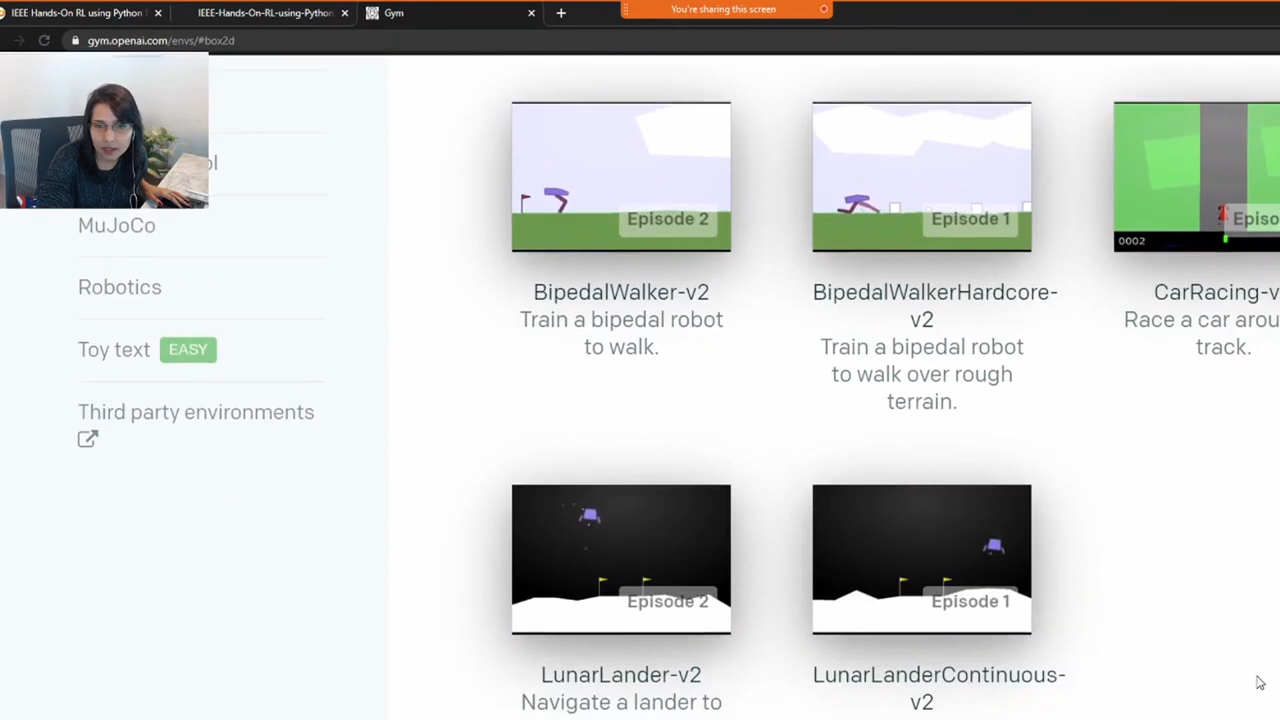 IEEE Hands-On RL using Python
IEEE-Hands-On-RL-using-Python.
Gym
You're sharing this screen
gym.openai.com/envs/#box2d
MuJoCo
Robotics
Toy text EASY
Third party environments
Episode 2
BipedalWalker-v2
Train a bipedal robot
to walk.
Episode 1
BipedalWalkerHardcore-
v2
Train a bipedal robot
to walk over rough
terrain.
0002
Episo
CarRacing-v
Race a car arou
track.
Episode 2
LunarLander-v2
Navigate a lander to
Episode 1
LunarLanderContinuous-
v2